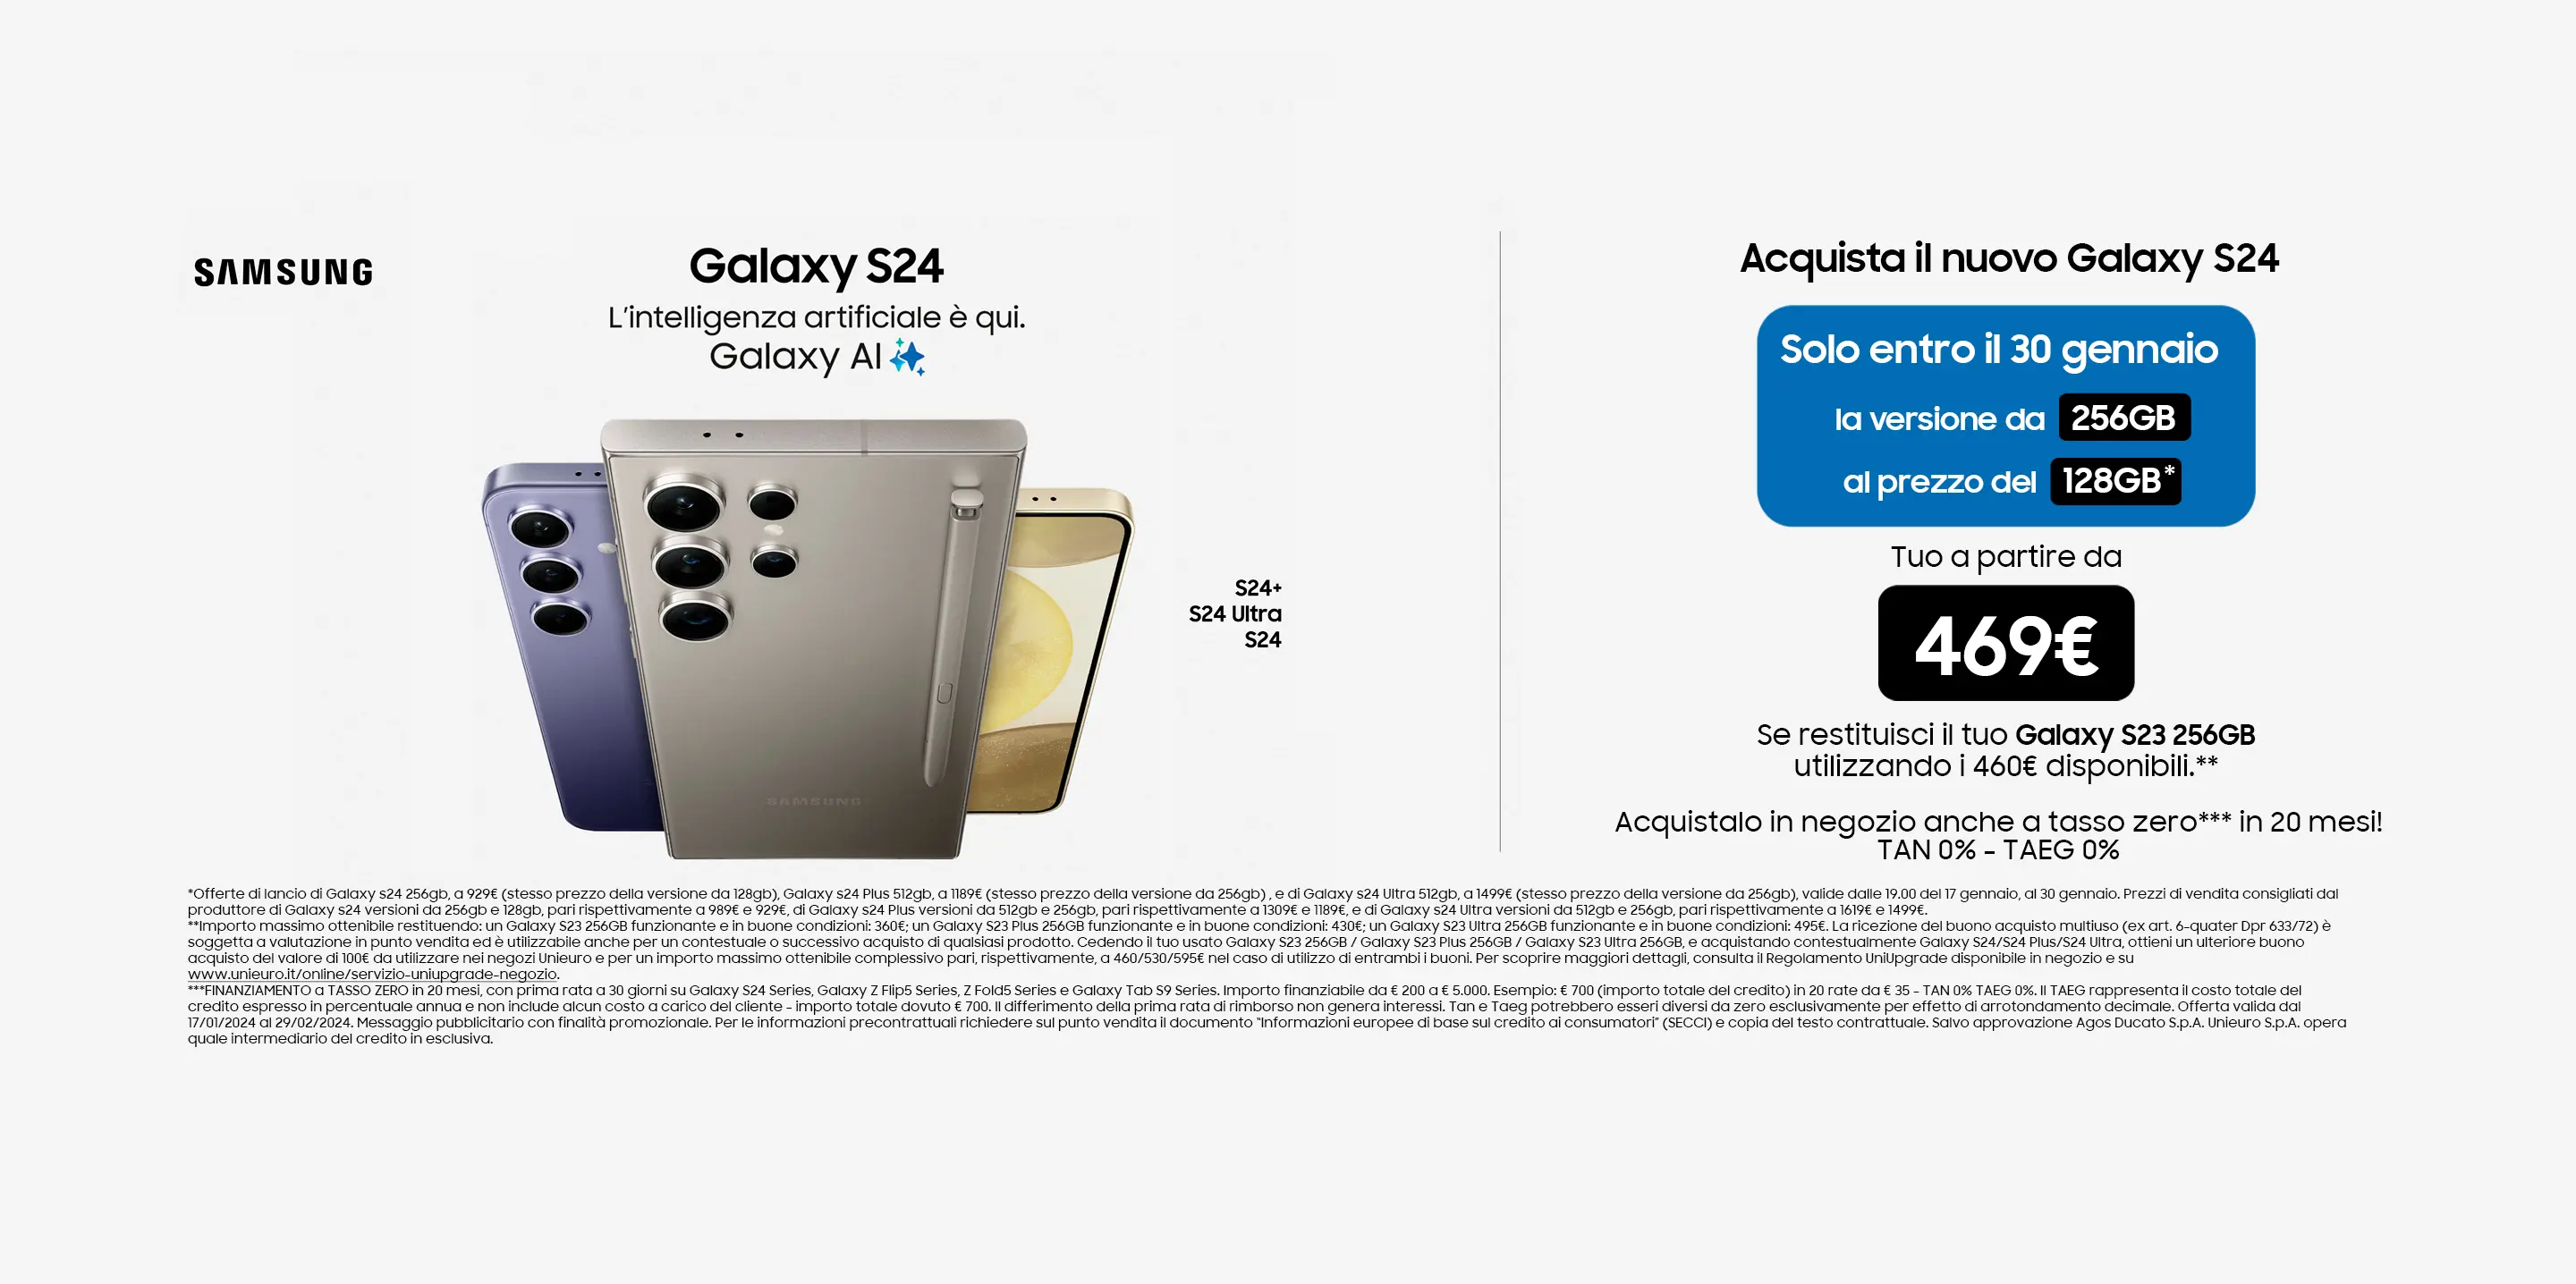 SAMSUNG
Galaxy S24
L'intelligenza artificiale è qui.
Galaxy AI
SAMSUNG
S24+
S24 Ultra
S24
Acquista il nuovo Galaxy S24
Solo entro il 30 gennaio
la versione da 256GB
al prezzo del 128GB*
Tuo a partire da
469€
Se restituisci il tuo Galaxy S23 256GB
utilizzando i 460€ disponibili.**
Acquistalo in negozio anche a tasso zero*** in 20 mesi!
TAN 0% - TAEG 0%
*Offerte di lancio di Galaxy s24 256gb, a 929€ (stesso prezzo della versione da 128gb), Galaxy s24 Plus 512gb, a 1189€ (stesso prezzo della versione da 256gb) , e di Galaxy s24 Ultra 512gb, a 1499€ (stesso prezzo della versione da 256gb), valide dalle 19.00 del 17 gennaio, al 30 gennaio. Prezzi di vendita consigliati dal
produttore di Galaxy s24 versioni da 256gb e 128gb, pari rispettivamente a 989€ e 929€, di Galaxy s24 Plus versioni da 512gb e 256gb, pari rispettivamente a 1309€ e 1189€, e di Galaxy s24 Ultra versioni da 512gb e 256gb, pari rispettivamente a 1619€ e 1499€.
**Importo massimo ottenibile restituendo: un Galaxy S23 256GB funzionante e in buone condizioni: 360€; un Galaxy S23 Plus 256GB funzionante e in buone condizioni: 430€; un Galaxy S23 Ultra 256GB funzionante e in buone condizioni: 495€. La ricezione del buono acquisto multiuso (ex art. 6-quater Dpr 633/72) è
soggetta a valutazione in punto vendita ed è utilizzabile anche per un contestuale o successivo acquisto di qualsiasi prodotto. Cedendo il tuo usato Galaxy S23 256GB / Galaxy S23 Plus 256GB / Galaxy S23 Ultra 256GB, e acquistando contestualmente Galaxy S24/S24 Plus/S24 Ultra, ottieni un ulteriore buono
acquisto del valore di 100€ da utilizzare nei negozi Unieuro e per un importo massimo ottenibile complessivo pari, rispettivamente, a 460/530/595€ nel caso di utilizzo di entrambi i buoni. Per scoprire maggiori dettagli, consulta il Regolamento UniUpgrade disponibile in negozio e su
www.unieuro.it/online/servizio-uniupgrade-negozio.
***FINANZIAMENTO a TASSO ZERO in 20 mesi, con prima rata a 30 giorni su Galaxy S24 Series, Galaxy Z Flip5 Series, Z Fold5 Series e Galaxy Tab S9 Series. Importo finanziabile da € 200 a € 5.000. Esempio: € 700 (importo totale del credito) in 20 rate da € 35 - TAN 0% TAEG 0%. Il TAEG rappresenta il costo totale del
credito espresso in percentuale annua e non include alcun costo a carico del cliente - importo totale dovuto € 700. Il differimento della prima rata di rimborso non genera interessi. Tan e Taeg potrebbero esseri diversi da zero esclusivamente per effetto di arrotondamento decimale. Offerta valida dal
17/01/2024 al 29/02/2024. Messaggio pubblicitario con finalità promozionale. Per le informazioni precontrattuali richiedere sul punto vendita il documento "Informazioni europee di base sul credito ai consumatori" (SECCI) e copia del testo contrattuale. Salvo approvazione Agos Ducato S.p.A. Unieuro S.p.A. opera
quale intermediario del credito in esclusiva.